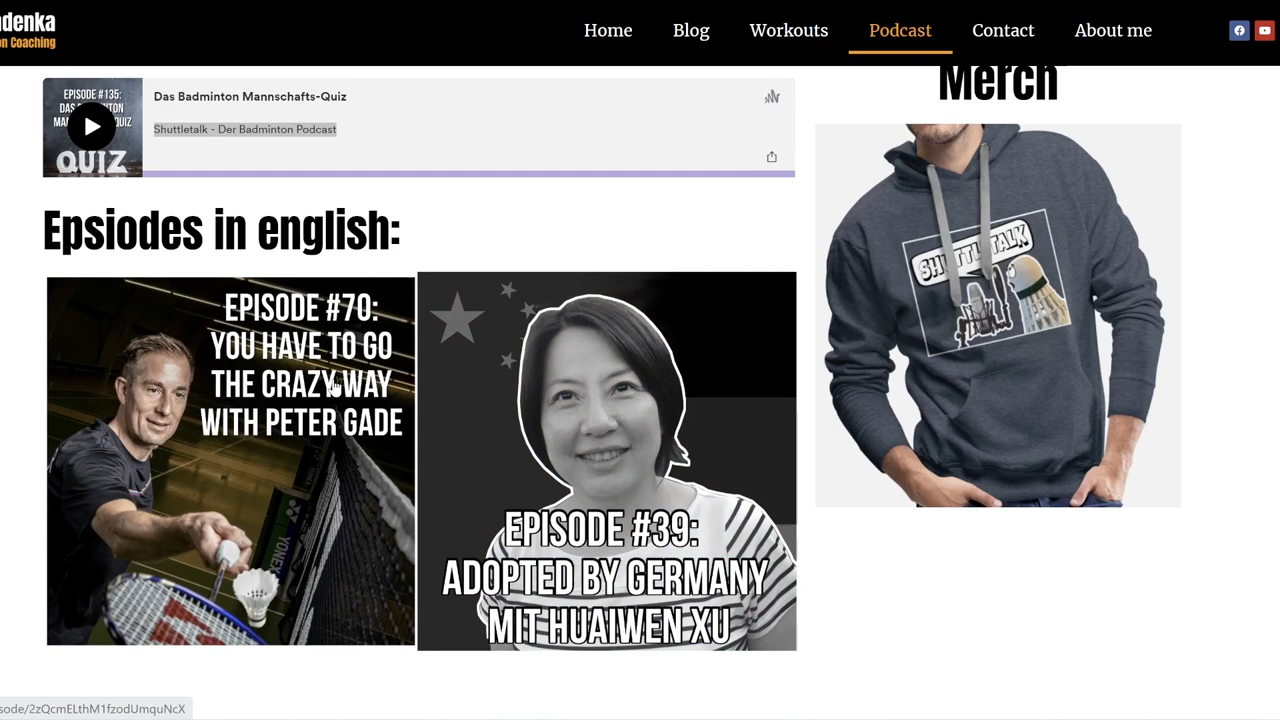 Home
Blog
Workouts
Podcast
Contact
About me
on Coaching
Das Badminton Mannschafts-Quiz
Shuttletalk - Der Badminton Podcast
EPISODE #135:
QUIZ
Epsiodes in english:
EPISODE #70:
YOU HAVE TO GO
THE CRAZY WAY
WITH PETER GADE
YONEX
EPISODE #39:
ADOPTED BY GERMANY
MIT HUAIWEN XU
Merch
SHUTTLETALK
sode/2zQcmELthM1fzodUmquNcX